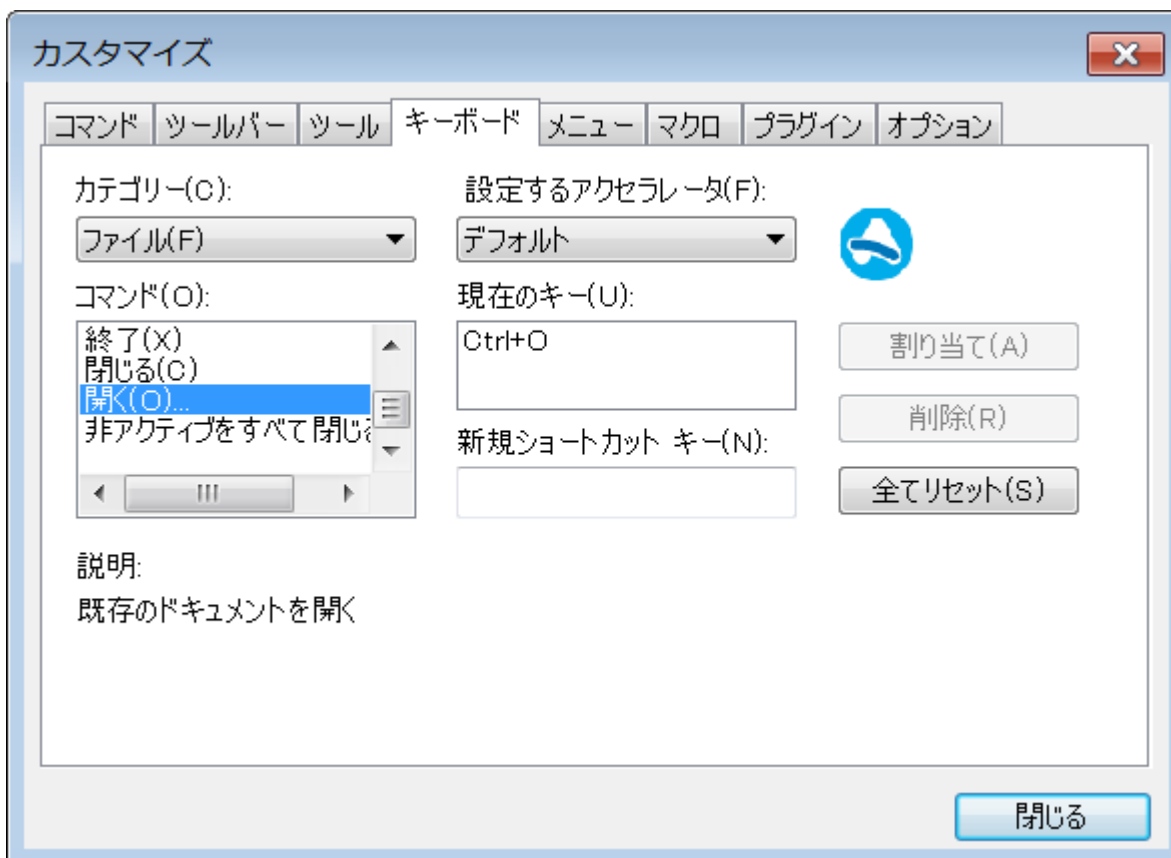 カスタマイズ
コマンド ツールバー ツール キーボード メニュー マクロ プラグイン オプション
カテゴリー(C):
ファイル(F)
コマンド(O):
終了(X)
閉じる(C)
開く(O)...
非アクティブをすべて閉じ
設定するアクセラレータ(F):
デフォルト
現在のキー(U):
Ctrl+O
新規ショートカット キー(N):
割り当て(A)
削除(R)
全てリセット(S)
説明:
既存のドキュメントを開く
閉じる